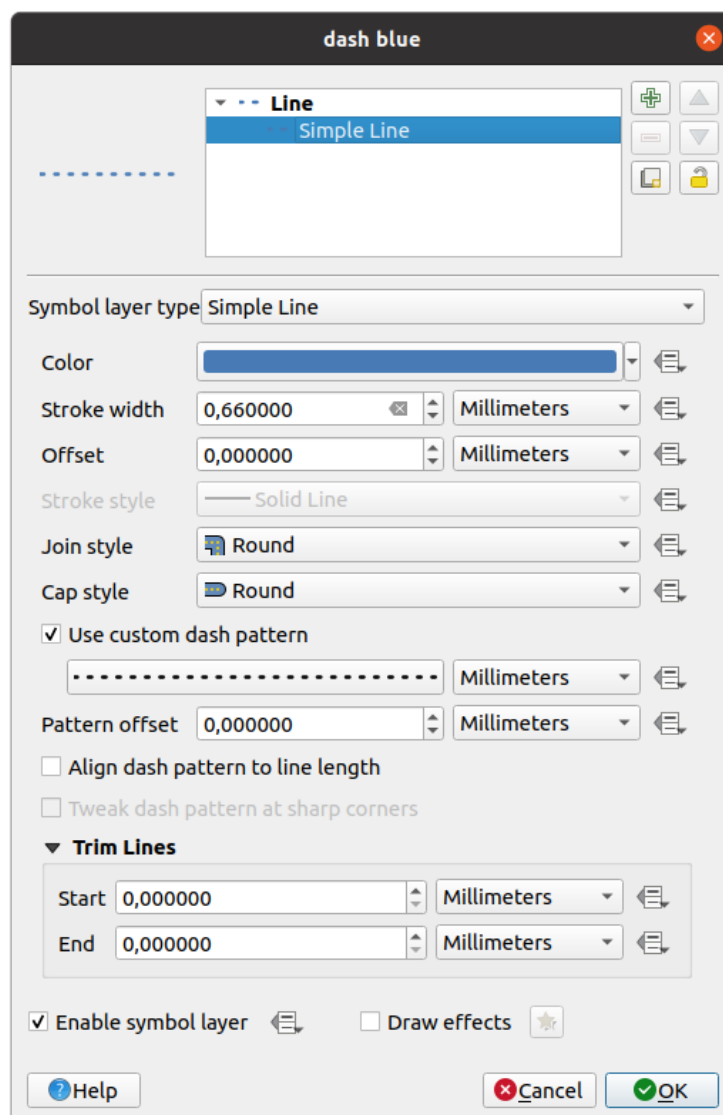 dash blue
Line
Simple Line
Symbol layer type Simple Line
Color
Stroke width 0,660000 Millimeters
Offset 0,000000 Millimeters
Stroke style Solid Line
Join style Round
Cap style Round
Use custom dash pattern
Millimeters
Pattern offset 0,000000 Millimeters
Align dash pattern to line length
Tweak dash pattern at sharp corners
Trim Lines
Start 0,000000 Millimeters
End 0,000000 Millimeters
Enable symbol layer Draw effects
Help Cancel OK